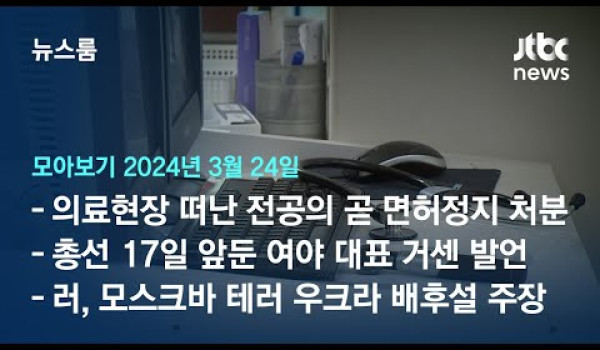 뉴스룸
jtbc
news
모아보기 2024년 3월 24일
- 의료현장 떠난 전공의 곧 면허정지 처분
- 총선 17일 앞둔 여야 대표 거센 발언
- 러, 모스크바 테러 우크라 배후설 주장